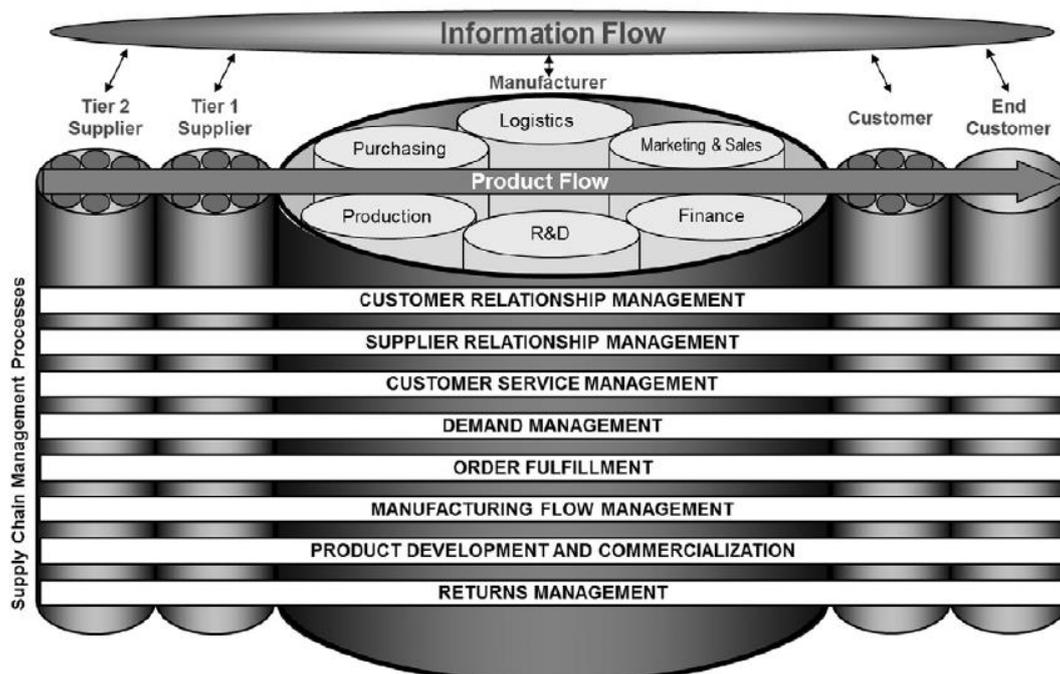 Information Flow
Manufacturer
Tier 2
Supplier
Tier 1
Supplier
Customer
End
Customer
Logistics
Purchasing
Marketing & Sales
Product Flow
Production
R&D
Finance
Supply Chain Management Processes
CUSTOMER RELATIONSHIP MANAGEMENT
SUPPLIER RELATIONSHIP MANAGEMENT
CUSTOMER SERVICE MANAGEMENT
DEMAND MANAGEMENT
ORDER FULFILLMENT
MANUFACTURING FLOW MANAGEMENT
PRODUCT DEVELOPMENT AND COMMERCIALIZATION
RETURNS MANAGEMENT